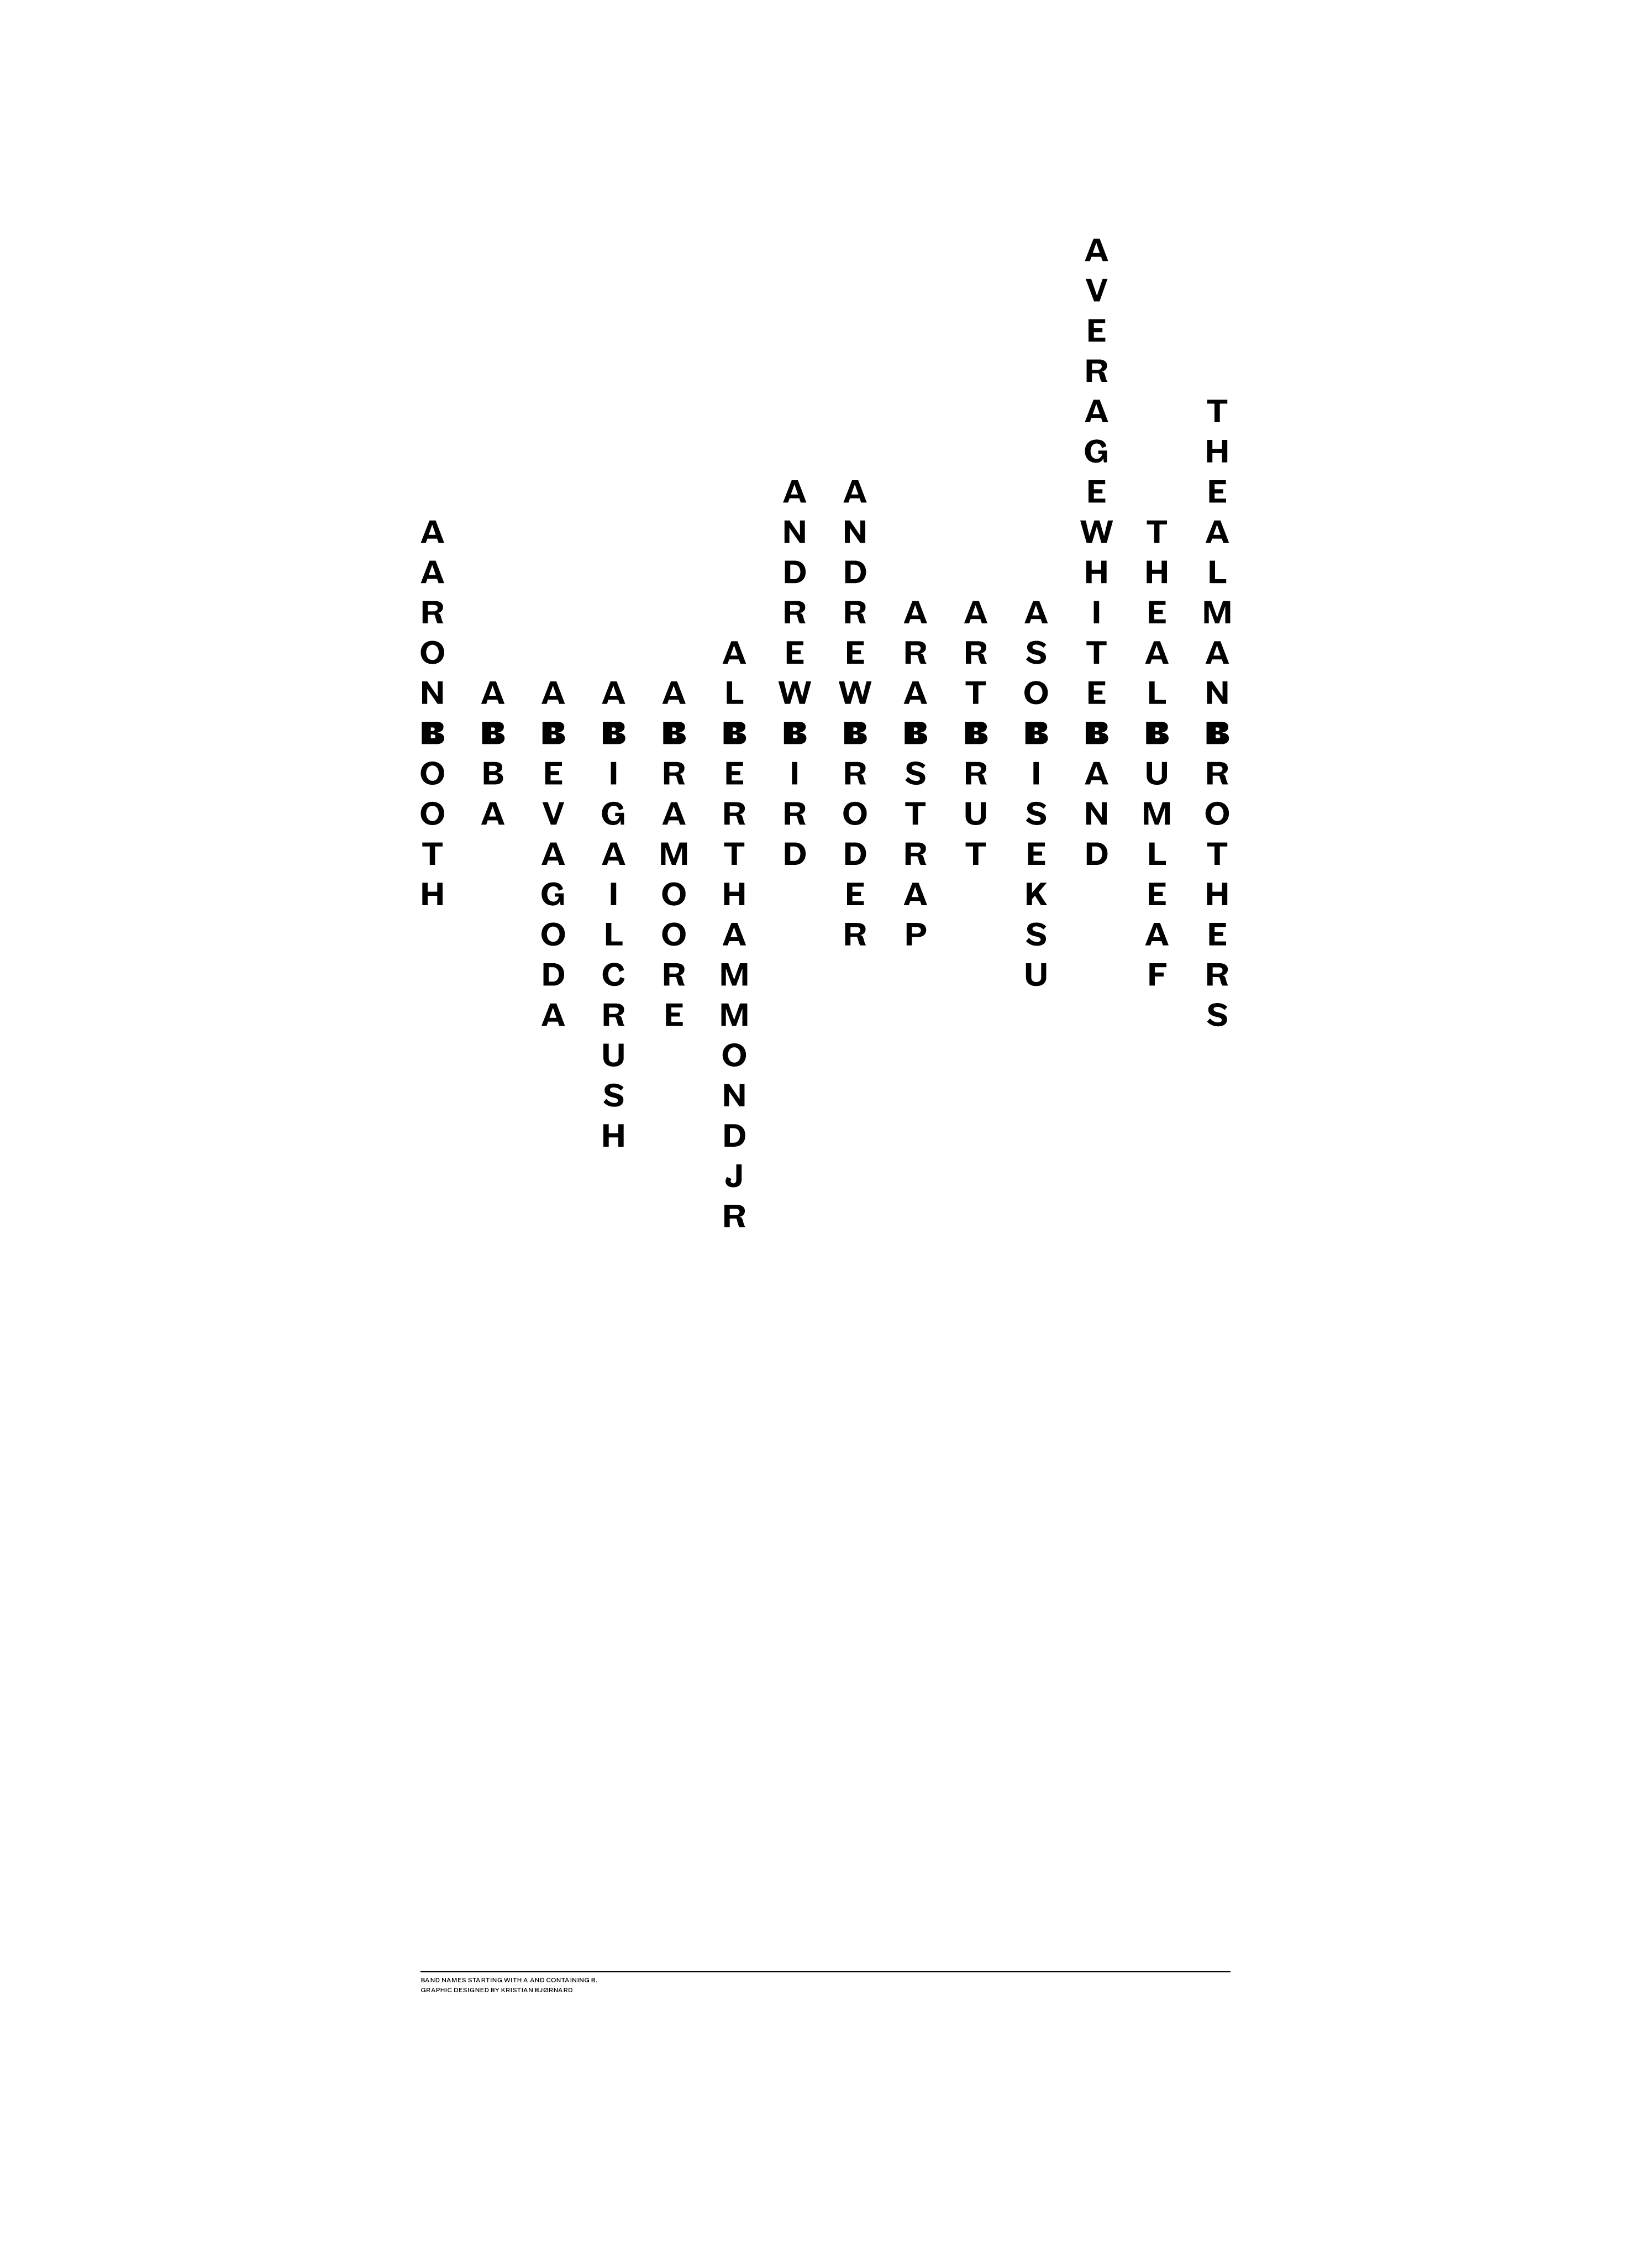 AARONBOOTH
ABBA
ABEVAGODA
ABIGAILCRUSH
ABRAMOORE
ALBERTHAMMONDJR
ANDREWBIRD
ANDREWBRODER
ARABSTRAP
ARTBRUT
ASOBISEKSU
AVERAGEWHITEBAND
THEALBUMLEAF
THEALMANBROTHERS
BAND NAMES STARTING WITH A AND CONTAINING B.
GRAPHIC DESIGNED BY KRISTIAN BJØRNARD